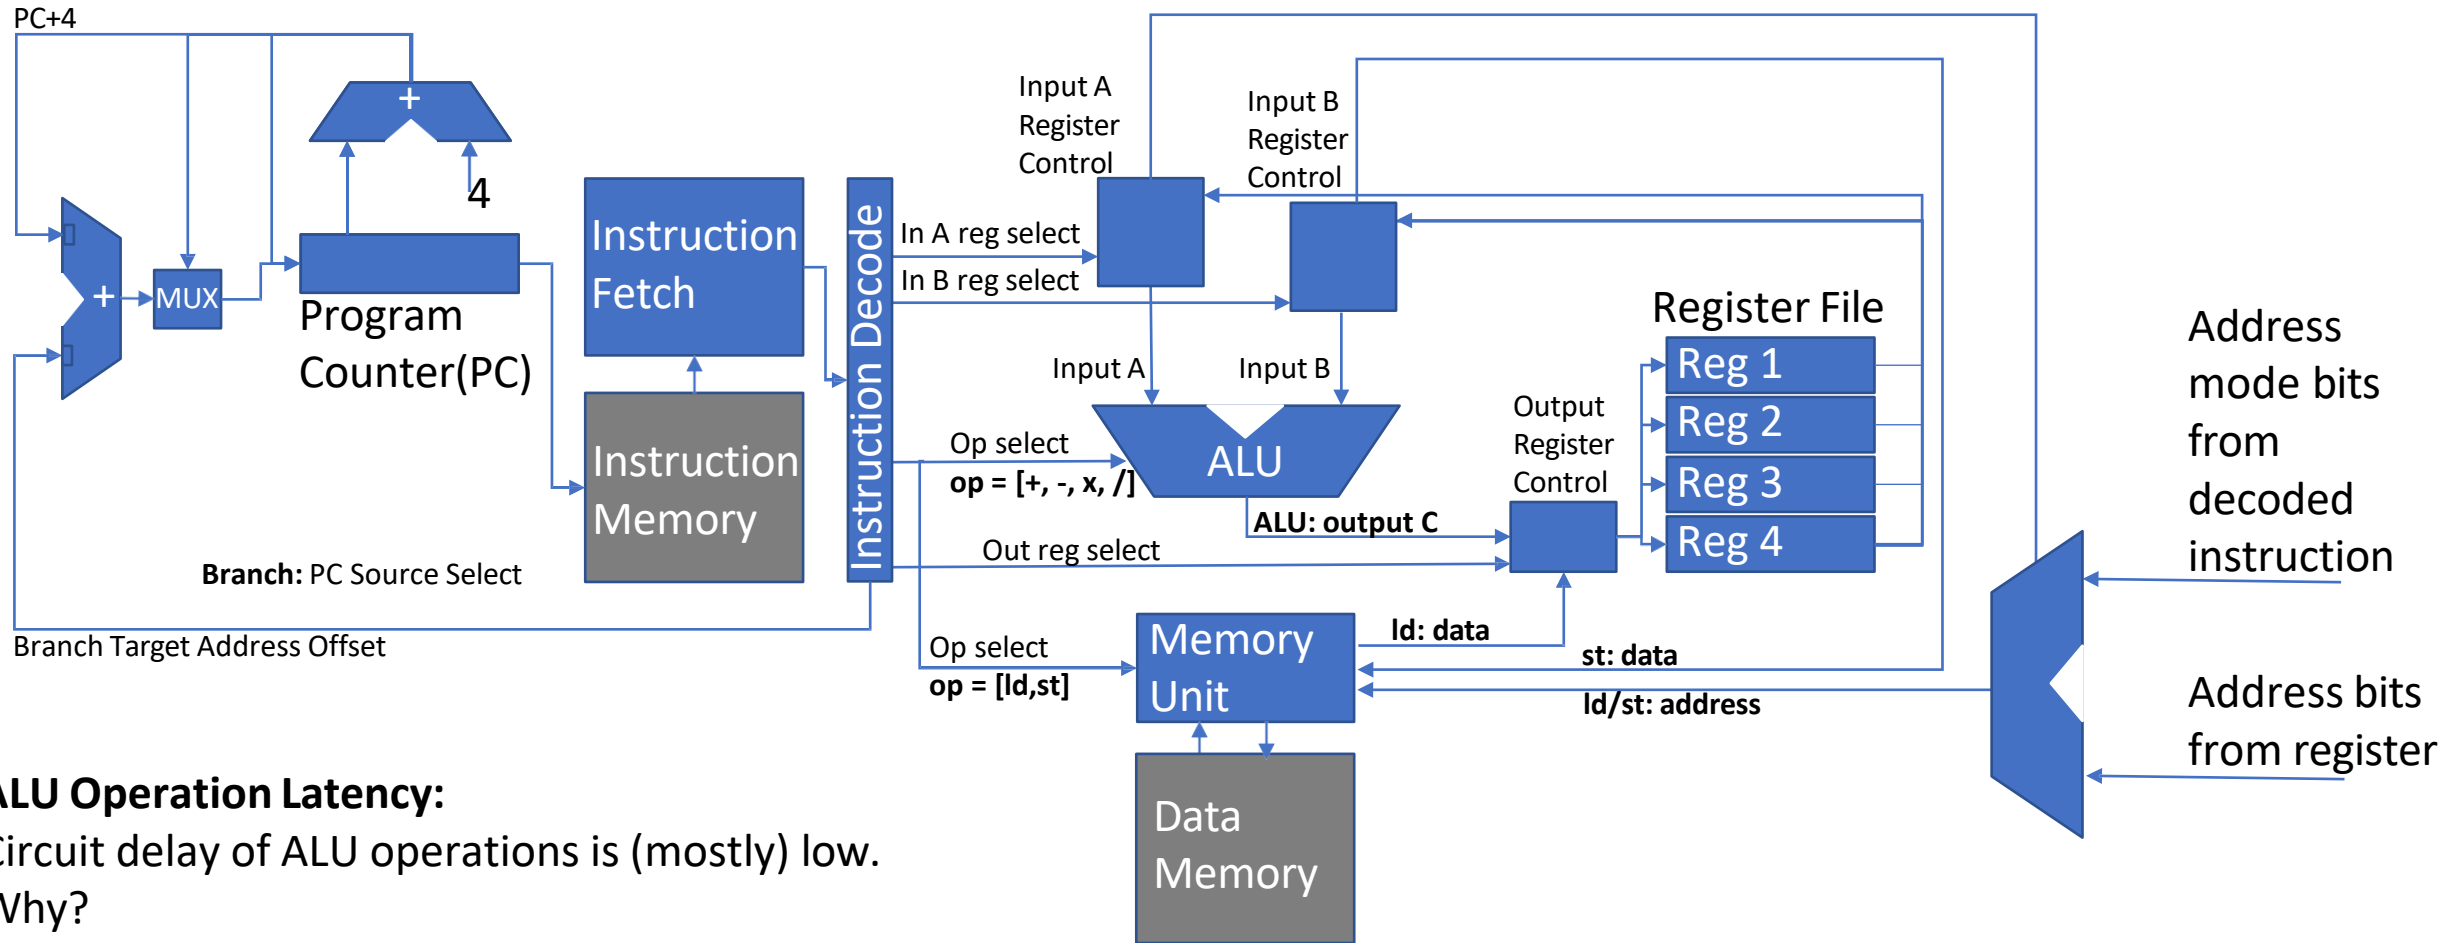 PC+4
+
4
+
MUX
Program
Counter(PC)
Instruction
Fetch
Instruction
Memory
Instruction Decode
Branch: PC Source Select
Branch Target Address Offset
Input A
Register
Control
Input B
Register
Control
In A reg select
In B reg select
Input A
Input B
Op select
op = [+, -, x, /]
ALU
ALU: output C
Out reg select
Output
Register
Control
Register File
Reg 1
Reg 2
Reg 3
Reg 4
Op select
op = [ld,st]
Memory
Unit
ld: data
st: data
ld/st: address
Data
Memory
Address
mode bits
from
decoded
instruction
Address bits
from register
ALU Operation Latency:
Circuit delay of ALU operations is (mostly) low.
Why?